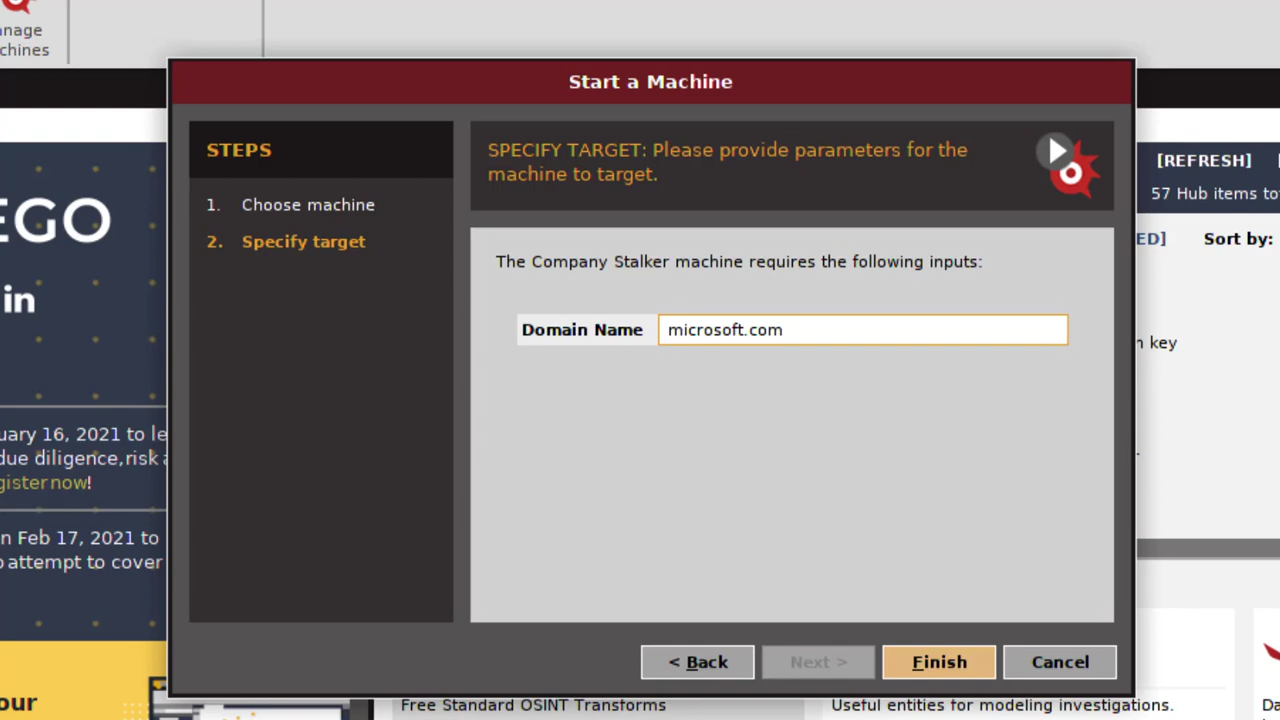 nage
chines
Start a Machine
STEPS
1. Choose machine
2. Specify target
SPECIFY TARGET: Please provide parameters for the
machine to target.
The Company Stalker machine requires the following inputs:
Domain Name microsoft.com
< Back Next > Finish Cancel
EGO
in
uary 16, 2021 to le
due diligence,risk a
gister now!
n Feb 17, 2021 to
o attempt to cover
our
[REFRESH]
57 Hub items to
ED] Sort by:
n key
Free Standard OSINT Transforms
Useful entities for modeling investigations.
Da